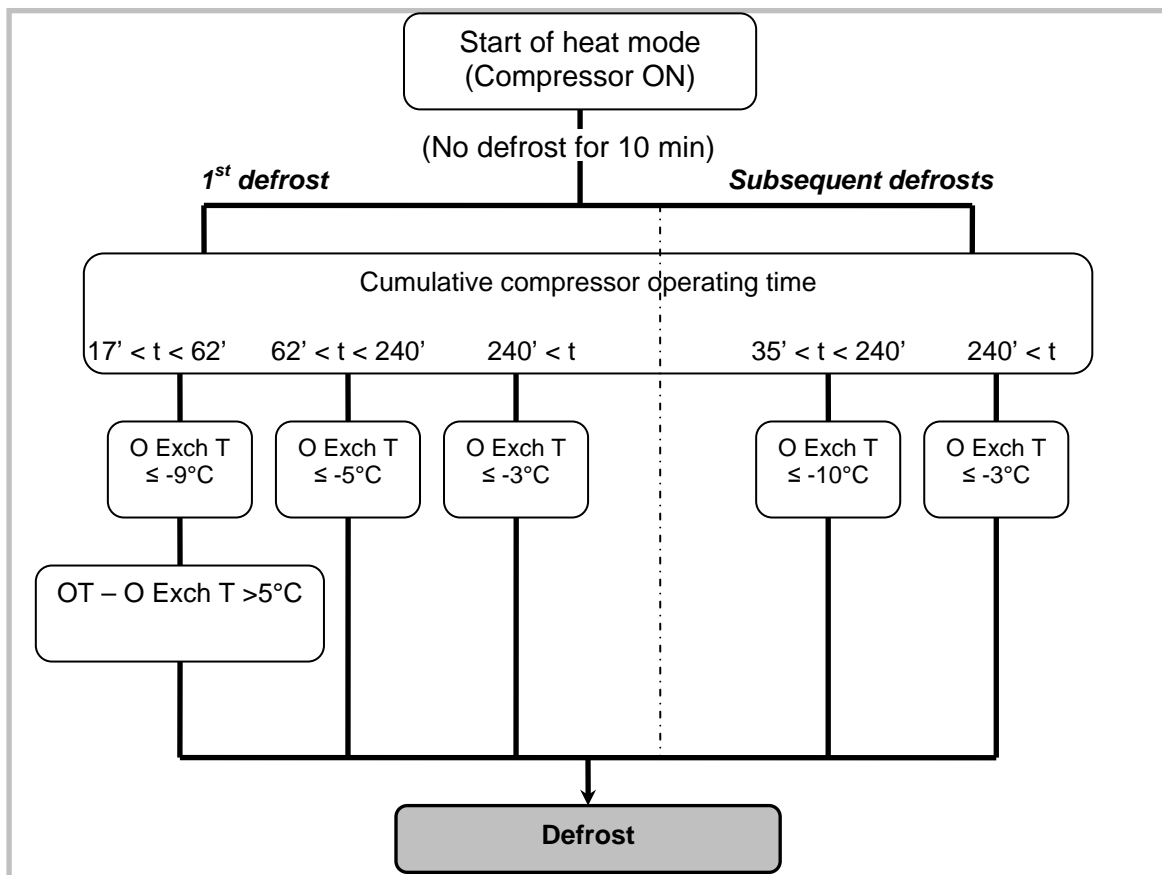 Start of heat mode
(Compressor ON)
(No defrost for 10 min)
1st defrost
Subsequent defrosts
Cumulative compressor operating time
17’ < t < 62’
62’ < t < 240’
240’ < t
35’ < t < 240’
240’ < t
O Exch T
≤ -9°C
O Exch T
≤ -5°C
O Exch T
≤ -3°C
O Exch T
≤ -10°C
O Exch T
≤ -3°C
OT – O Exch T >5°C
Defrost